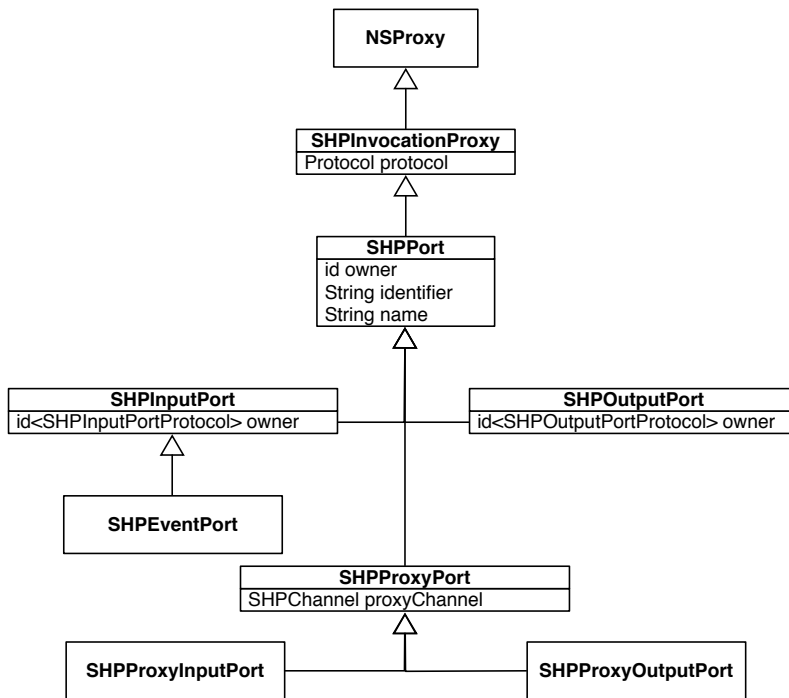 NSProxy
SHPInvocationProxy
Protocol protocol
SHPPort
id owner
String identifier
String name
SHPInputPort
id<SHPInputPortProtocol> owner
SHPOutputPort
id<SHPOutputPortProtocol> owner
SHPEventPort
SHPProxyPort
SHPChannel proxyChannel
SHPProxyInputPort
SHPProxyOutputPort